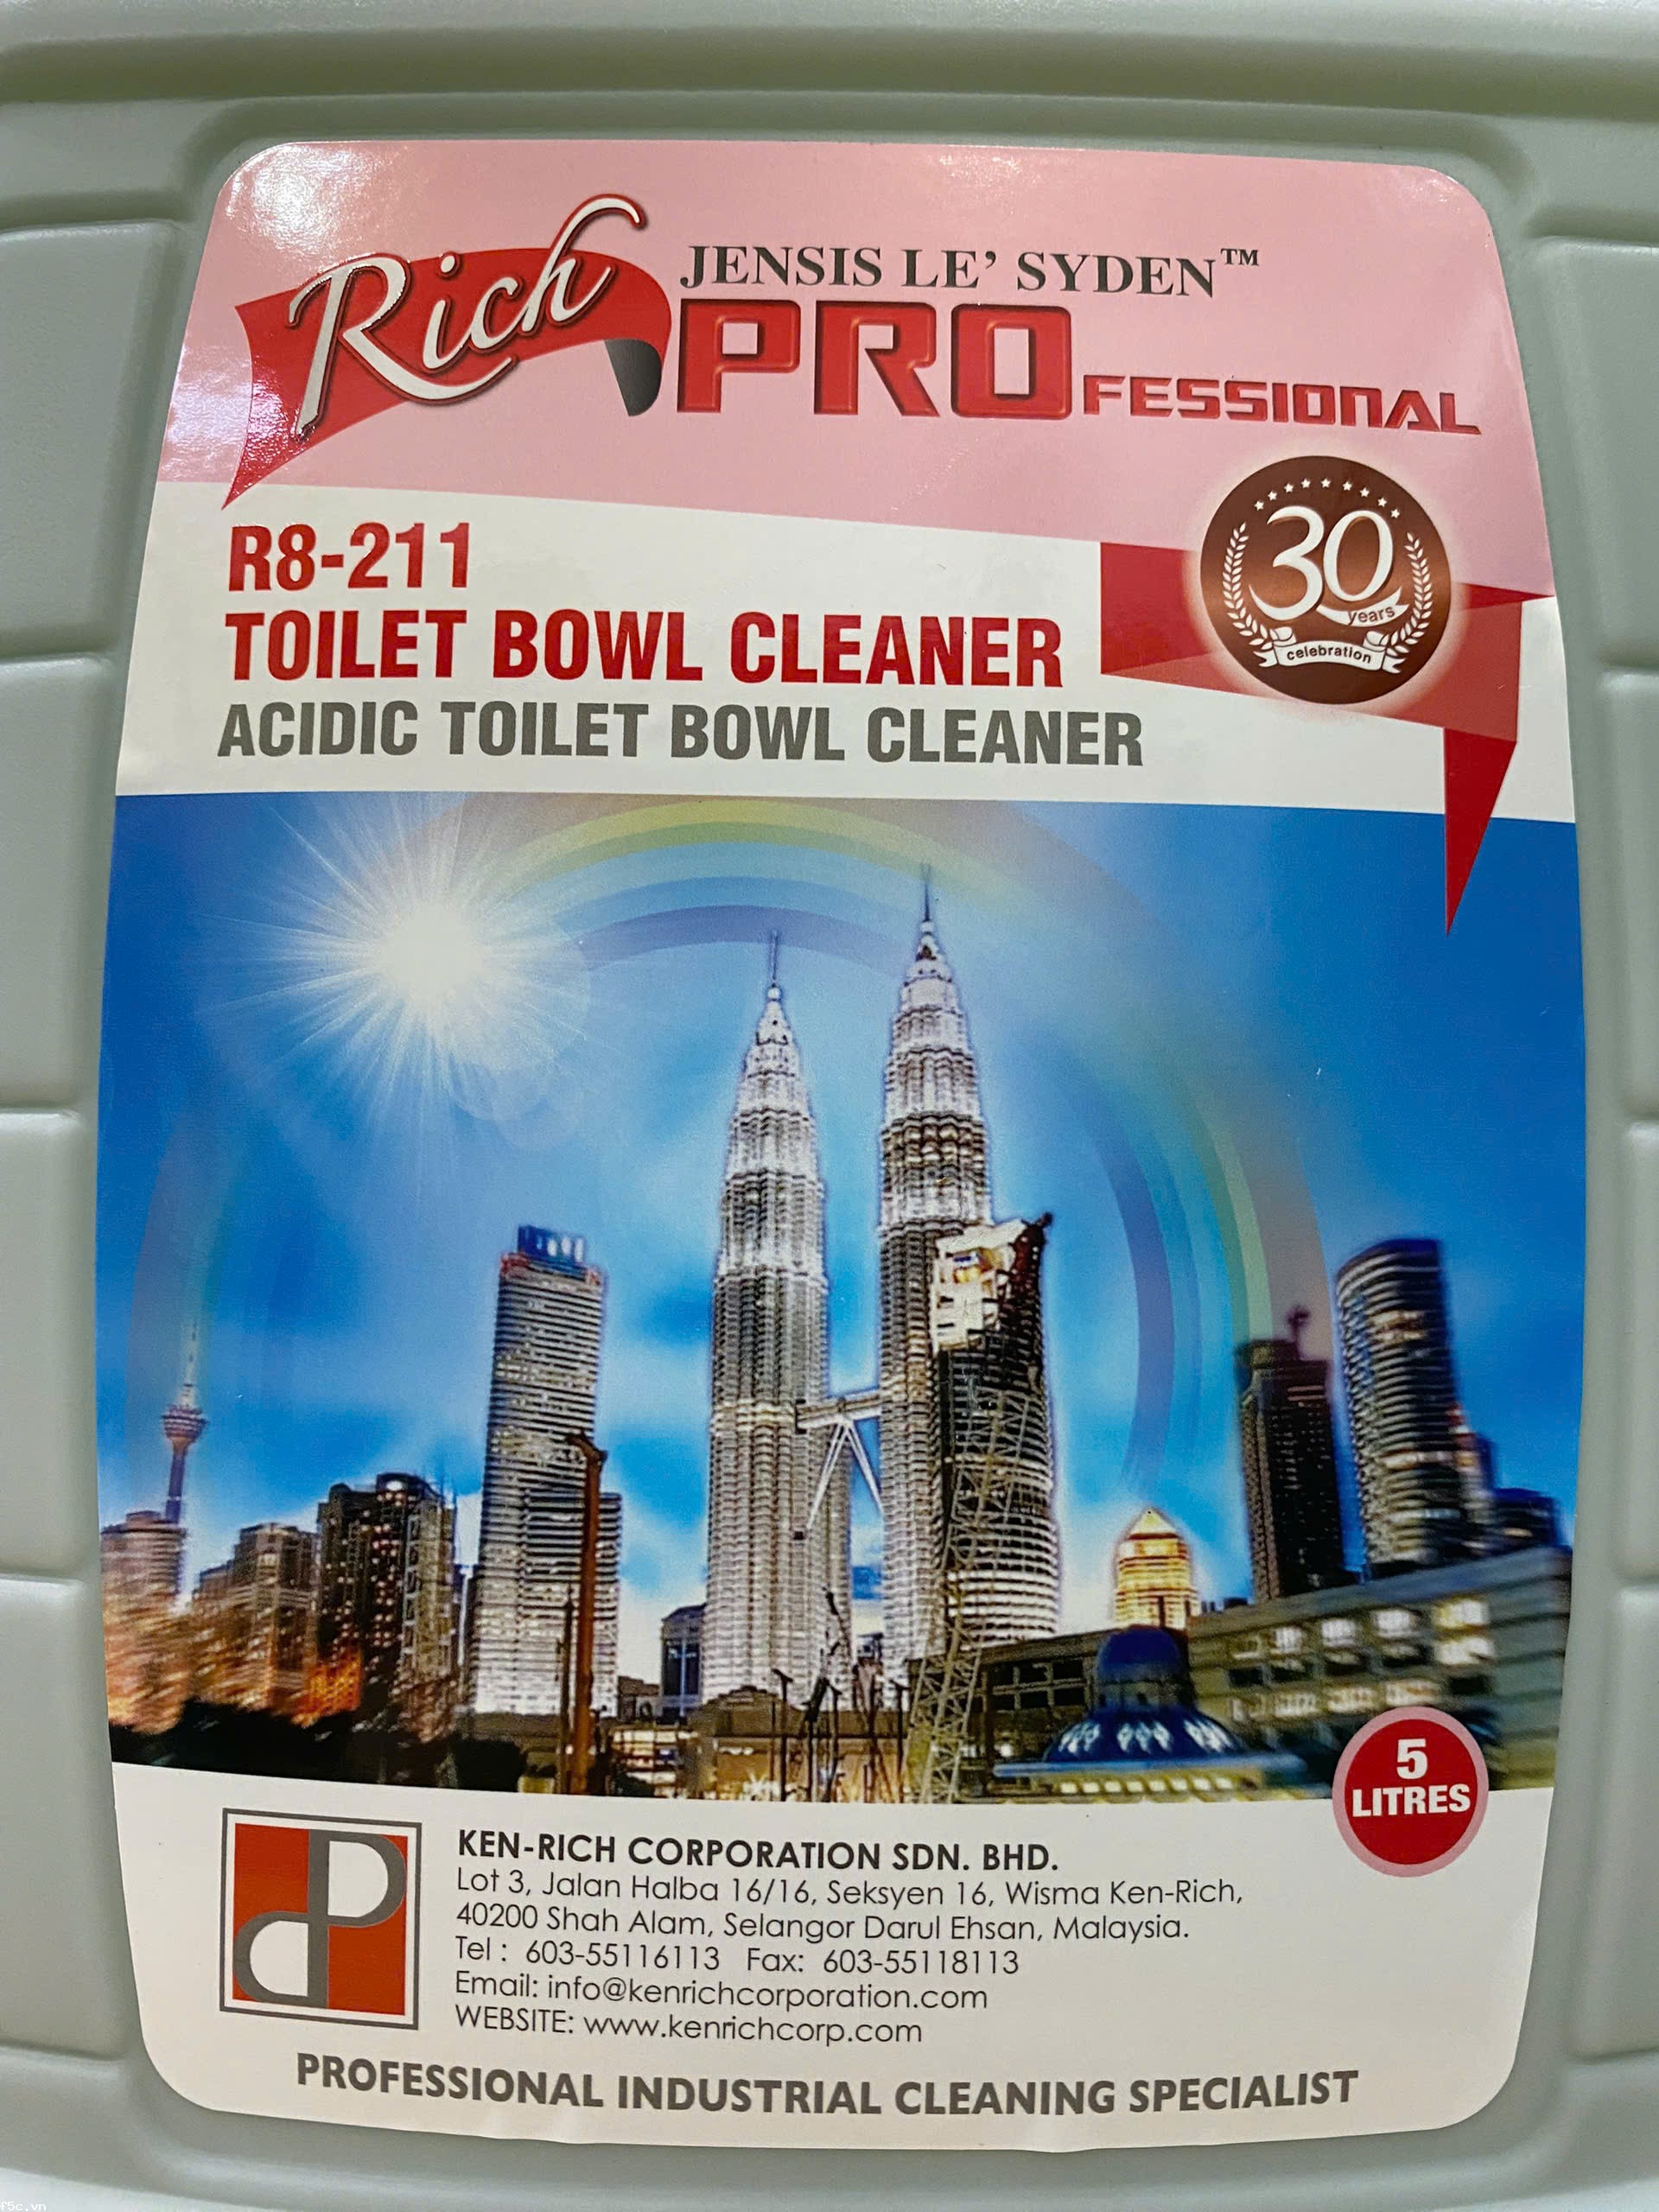 Rich
JENSIS LE' SYDEN™
PROFESSIONAL
R8-211
TOILET BOWL CLEANER
ACIDIC TOILET BOWL CLEANER
30
years
celebration
5
LITRES
KEN-RICH CORPORATION SDN. BHD.
Lot 3, Jalan Halba 16/16, Seksyen 16, Wisma Ken-Rich,
40200 Shah Alam, Selangor Darul Ehsan, Malaysia.
Tel : 603-55116113 Fax: 603-55118113
Email: info@kenrichcorporation.com
WEBSITE: www.kenrichcorp.com
PROFESSIONAL INDUSTRIAL CLEANING SPECIALIST
f5c.vn